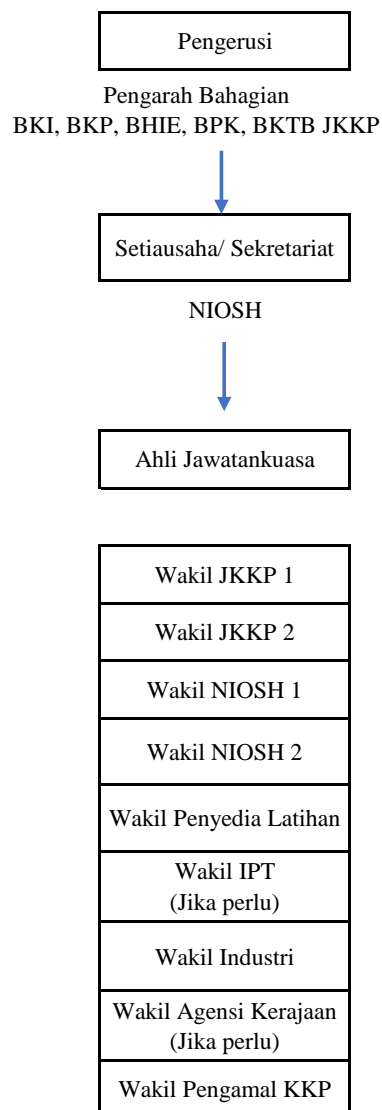 Pengerusi
Pengarah Bahagian
BKI, BKP, BHIE, BPK, BKTB JKKP
Setiausaha/ Sekretariat
NIOSH
Ahli Jawatankuasa
Wakil JKKP 1
Wakil JKKP 2
Wakil NIOSH 1
Wakil NIOSH 2
Wakil Penyedia Latihan
Wakil IPT
(Jika perlu)
Wakil Industri
Wakil Agensi Kerajaan
(Jika perlu)
Wakil Pengamal KKP